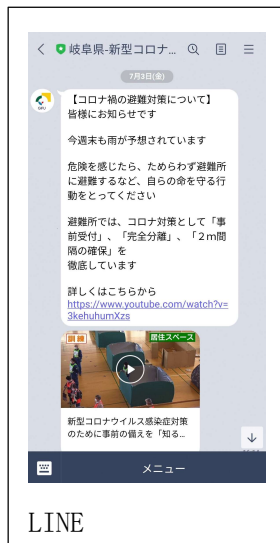 岐阜県-新型コロナ...
7月3日(金)
【コロナ禍の避難対策について】
皆様にお知らせです
今週末も雨が予想されています
危険を感じたら、ためらわず避難所
に避難するなど、自らの命を守る行
動をとってください
避難所では、コロナ対策として「事
前受付」、「完全分離」、「２ｍ間
隔の確保」を
徹底しています
詳しくはこちらから
https://www.youtube.com/watch?v=
3kehuhumXzs
訓練
居住スペース
新型コロナウイルス感染症対策
のために事前の備えを「知る...
メニュー
LINE